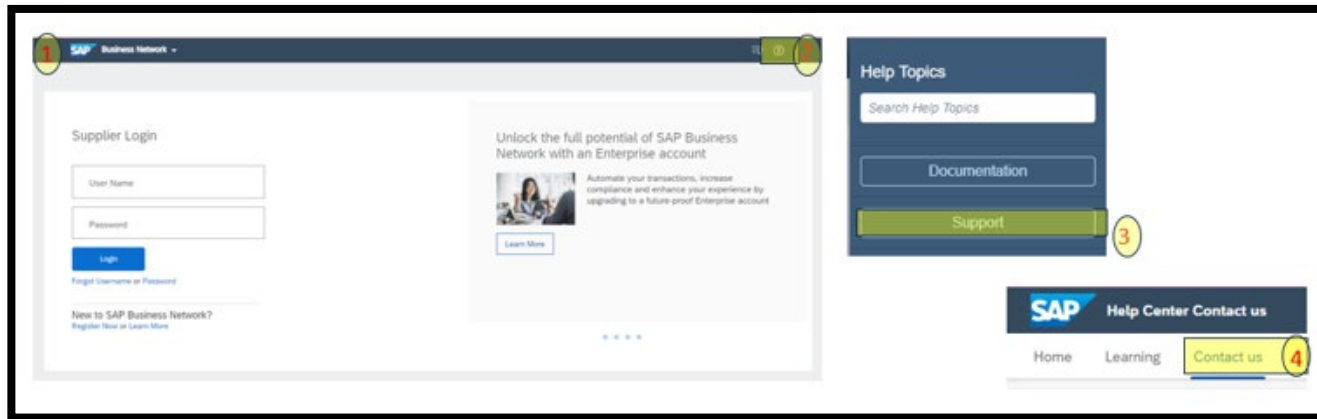 1
SAP Business Network
2
Supplier Login
User Name
Password
Login
Forgot Username or Password
New to SAP Business Network?
Register Now or Learn More
Unlock the full potential of SAP Business
Network with an Enterprise account
Automate your transactions, increase
compliance and enhance your experience by
upgrading to a future-proof Enterprise account
Learn More
Help Topics
Search Help Topics
Documentation
Support
3
SAP Help Center Contact us
Home Learning Contact us 4